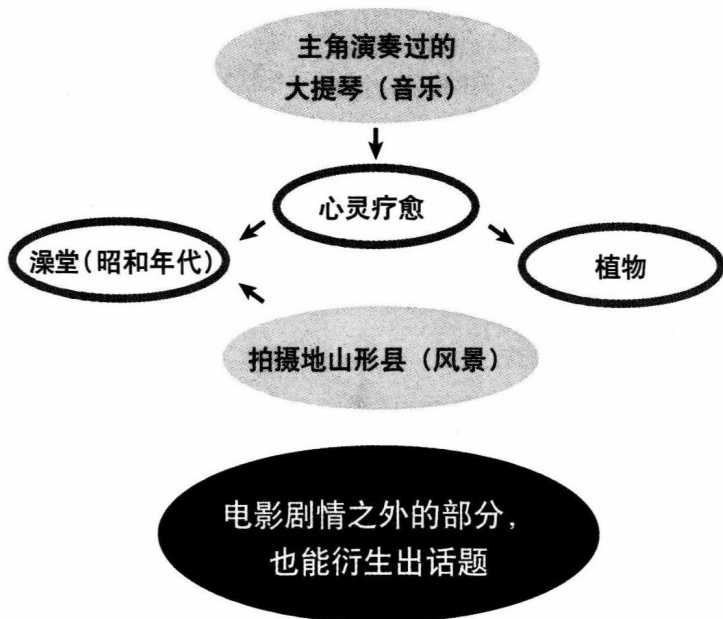 主角演奏过的
大提琴（音乐）
心灵疗愈
澡堂（昭和年代）
植物
拍摄地山形县（风景）
电影剧情之外的部分，
也能衍生出话题